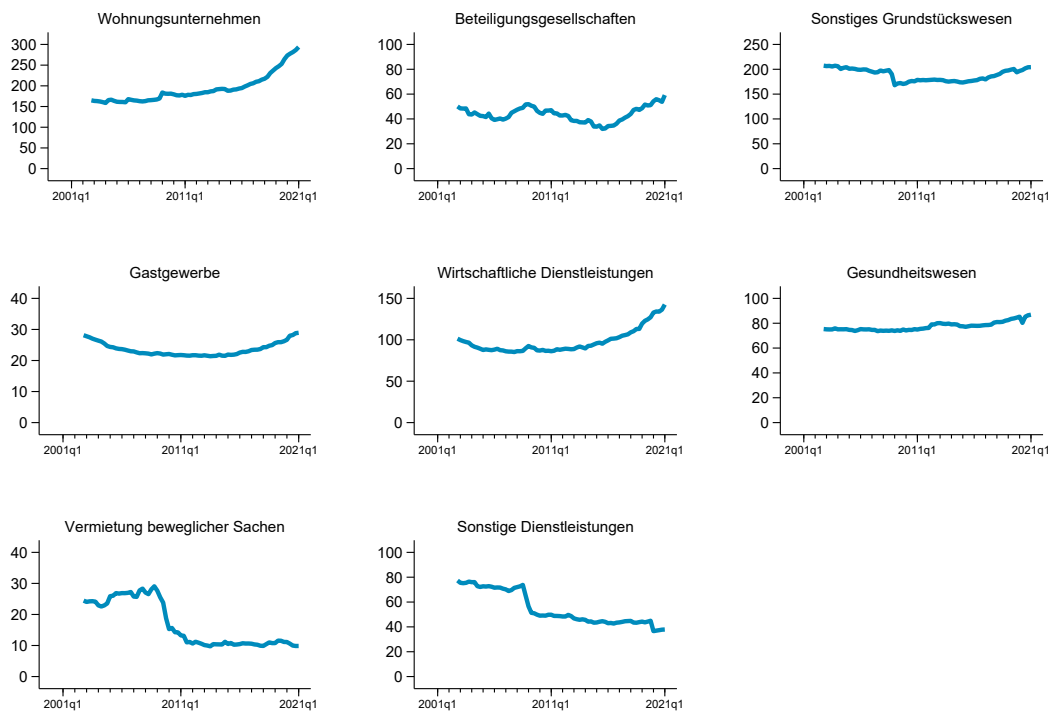 Wohnungsunternehmen
300
250
200
150
100
50
0
2001q1 2011q1 2021q1
Beteiligungsgesellschaften
100
80
60
40
20
0
2001q1 2011q1 2021q1
Sonstiges Grundstückswesen
250
200
150
100
50
0
2001q1 2011q1 2021q1
Gastgewerbe
40
30
20
10
0
2001q1 2011q1 2021q1
Wirtschaftliche Dienstleistungen
150
100
50
0
2001q1 2011q1 2021q1
Gesundheitswesen
100
80
60
40
20
0
2001q1 2011q1 2021q1
Vermietung beweglicher Sachen
40
30
20
10
0
2001q1 2011q1 2021q1
Sonstige Dienstleistungen
100
80
60
40
20
0
2001q1 2011q1 2021q1